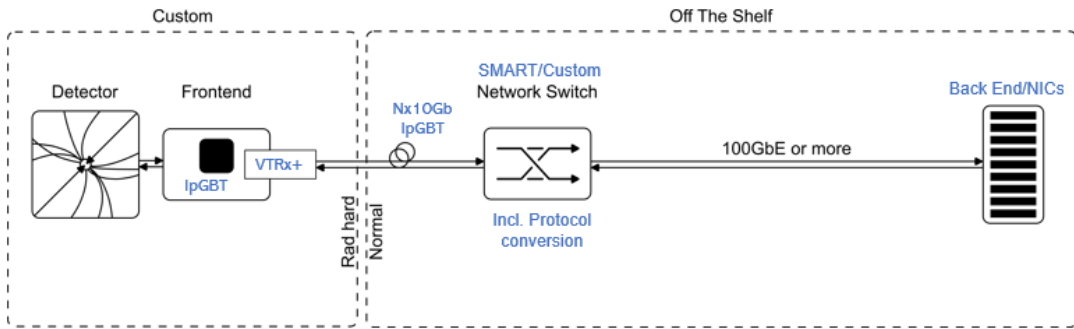 Custom
Off The Shelf
Detector
Frontend
lpGBT
VTRx+
Rad hard
Normal
Nx10Gb
lpGBT
SMART/Custom
Network Switch
Incl. Protocol
conversion
100GbE or more
Back End/NICs